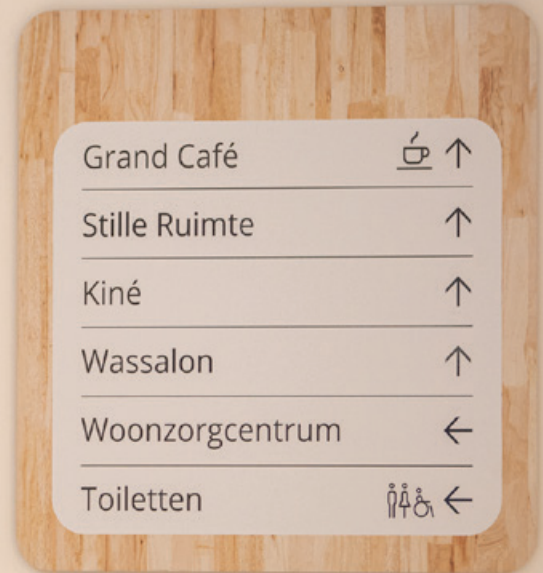 Grand Café
Stille Ruimte
Kiné
Wassalon
Woonzorgcentrum
Toiletten